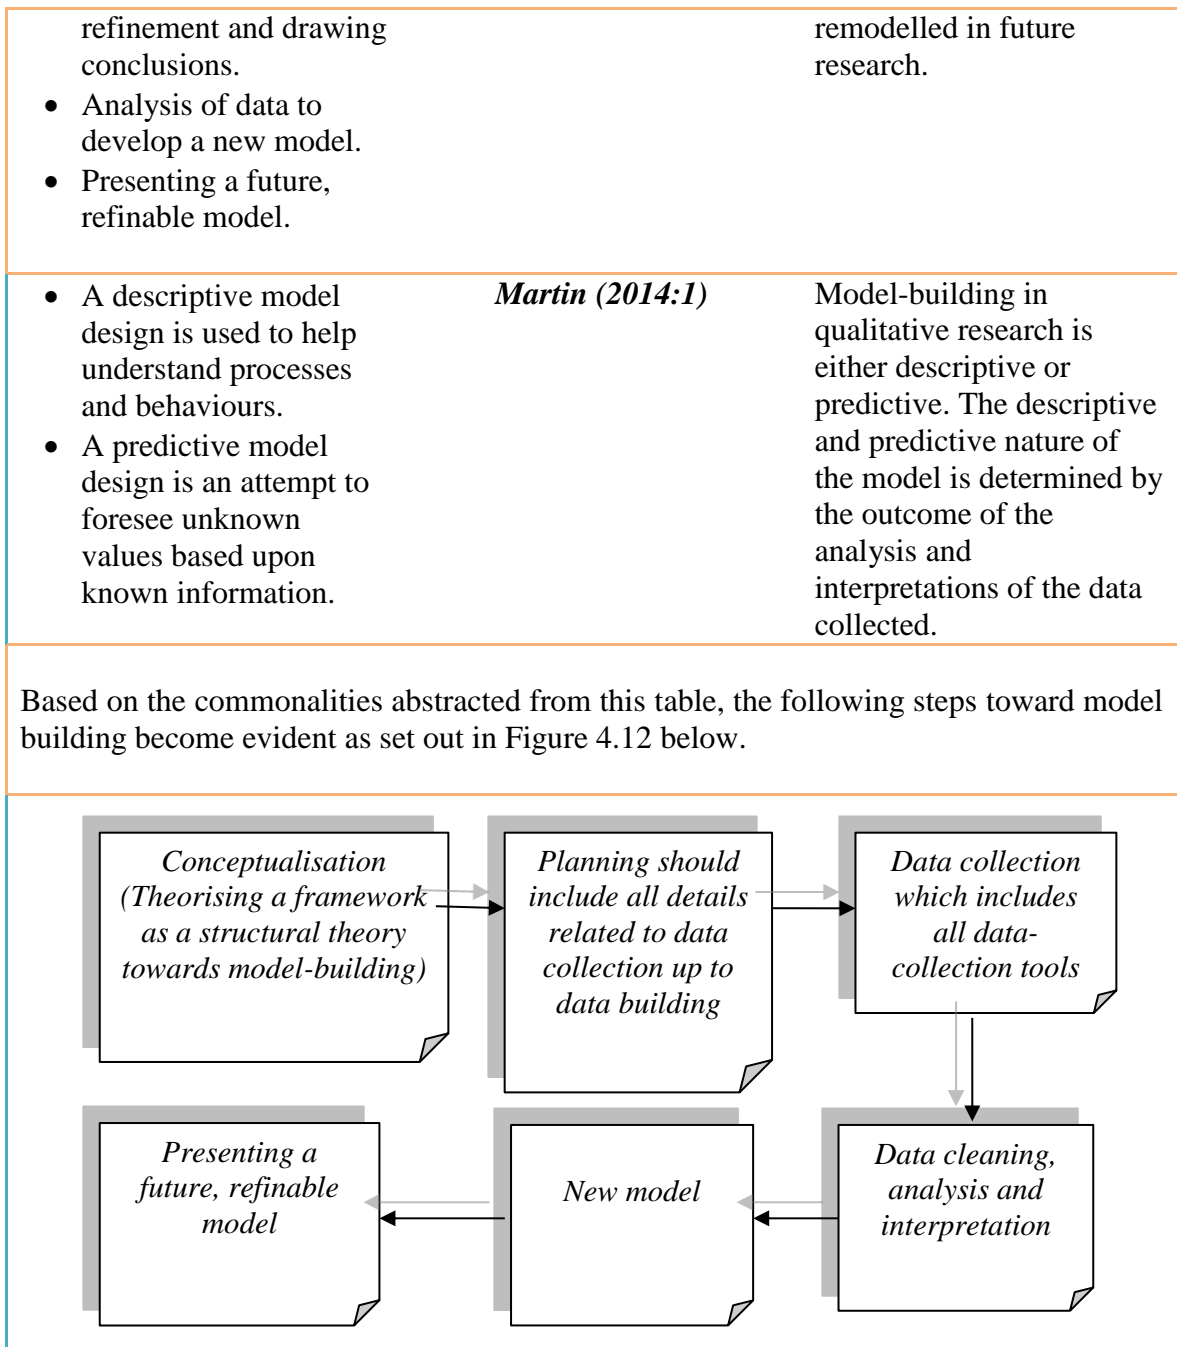 refinement and drawing
conclusions.
• Analysis of data to
develop a new model.
• Presenting a future,
refinable model.
remodelled in future
research.
• A descriptive model
design is used to help
understand processes
and behaviours.
• A predictive model
design is an attempt to
foresee unknown
values based upon
known information.
Martin (2014:1)
Model-building in
qualitative research is
either descriptive or
predictive. The descriptive
and predictive nature of
the model is determined by
the outcome of the
analysis and
interpretations of the data
collected.
Based on the commonalities abstracted from this table, the following steps toward model
building become evident as set out in Figure 4.12 below.
Conceptualisation
(Theorising a framework
as a structural theory
towards model-building)
Planning should
include all details
related to data
collection up to
data building
Data collection
which includes
all data-
collection tools
Data cleaning,
analysis and
interpretation
New model
Presenting a
future, refinable
model